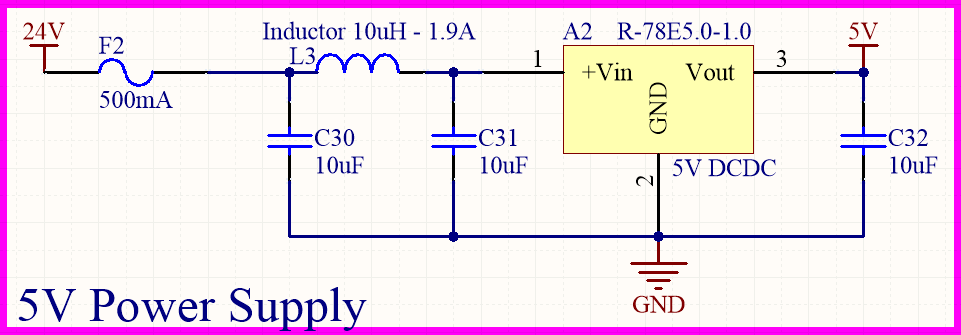 24V
F2
500mA
Inductor 10uH - 1.9A
L3
C30
10uF
C31
10uF
A2 R-78E5.0-1.0
1
+Vin
Vout
GND
3
2
5V DCDC
5V
C32
10uF
GND
5V Power Supply